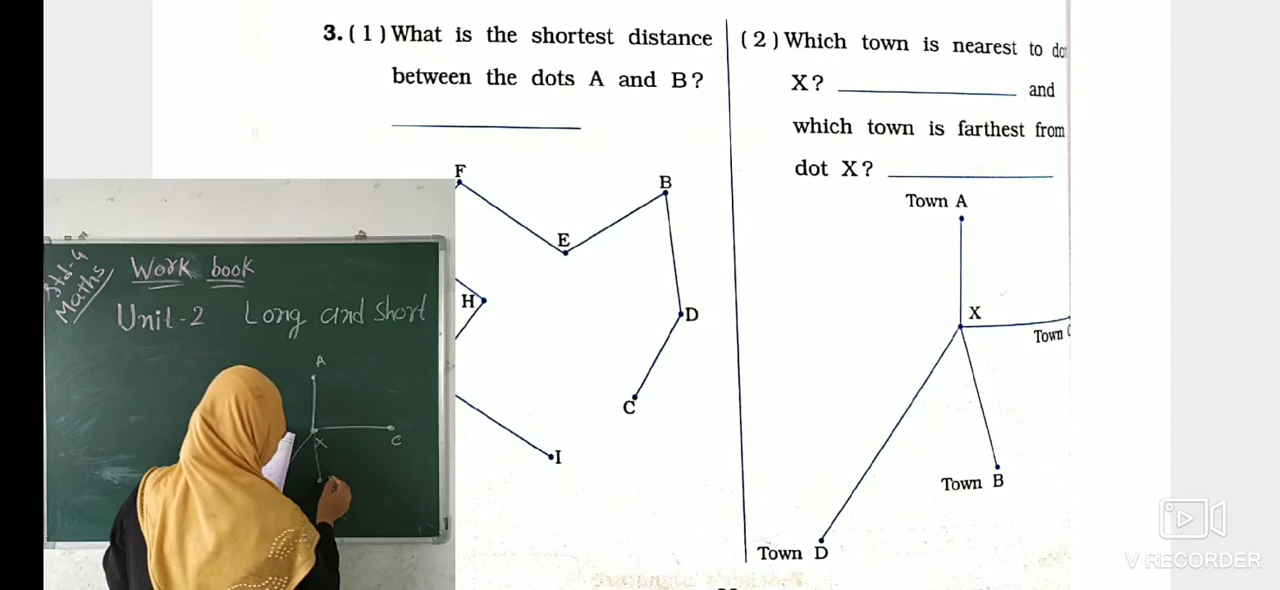 3. (1) What is the shortest distance
between the dots A and B?
F
B
E
H
D
C
I
(2) Which town is nearest to
X? and
which town is farthest from
dot X?
Town A
X
Town
Town B
Town D
Std-4
Maths
Work book
Unit-2 Long and Short
A
X
C
V RECORDER